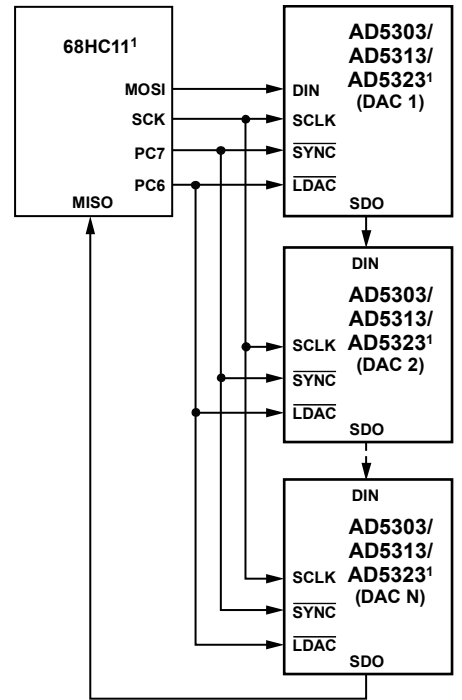 68HC11¹
MOSI
SCK
PC7
PC6
MISO
AD5303/
AD5313/
AD5323¹
(DAC 1)
DIN
SCLK
SYNC
LDAC
SDO
DIN
AD5303/
AD5313/
AD5323¹
(DAC 2)
SCLK
SYNC
LDAC
SDO
DIN
AD5303/
AD5313/
AD5323¹
(DAC N)
SCLK
SYNC
LDAC
SDO